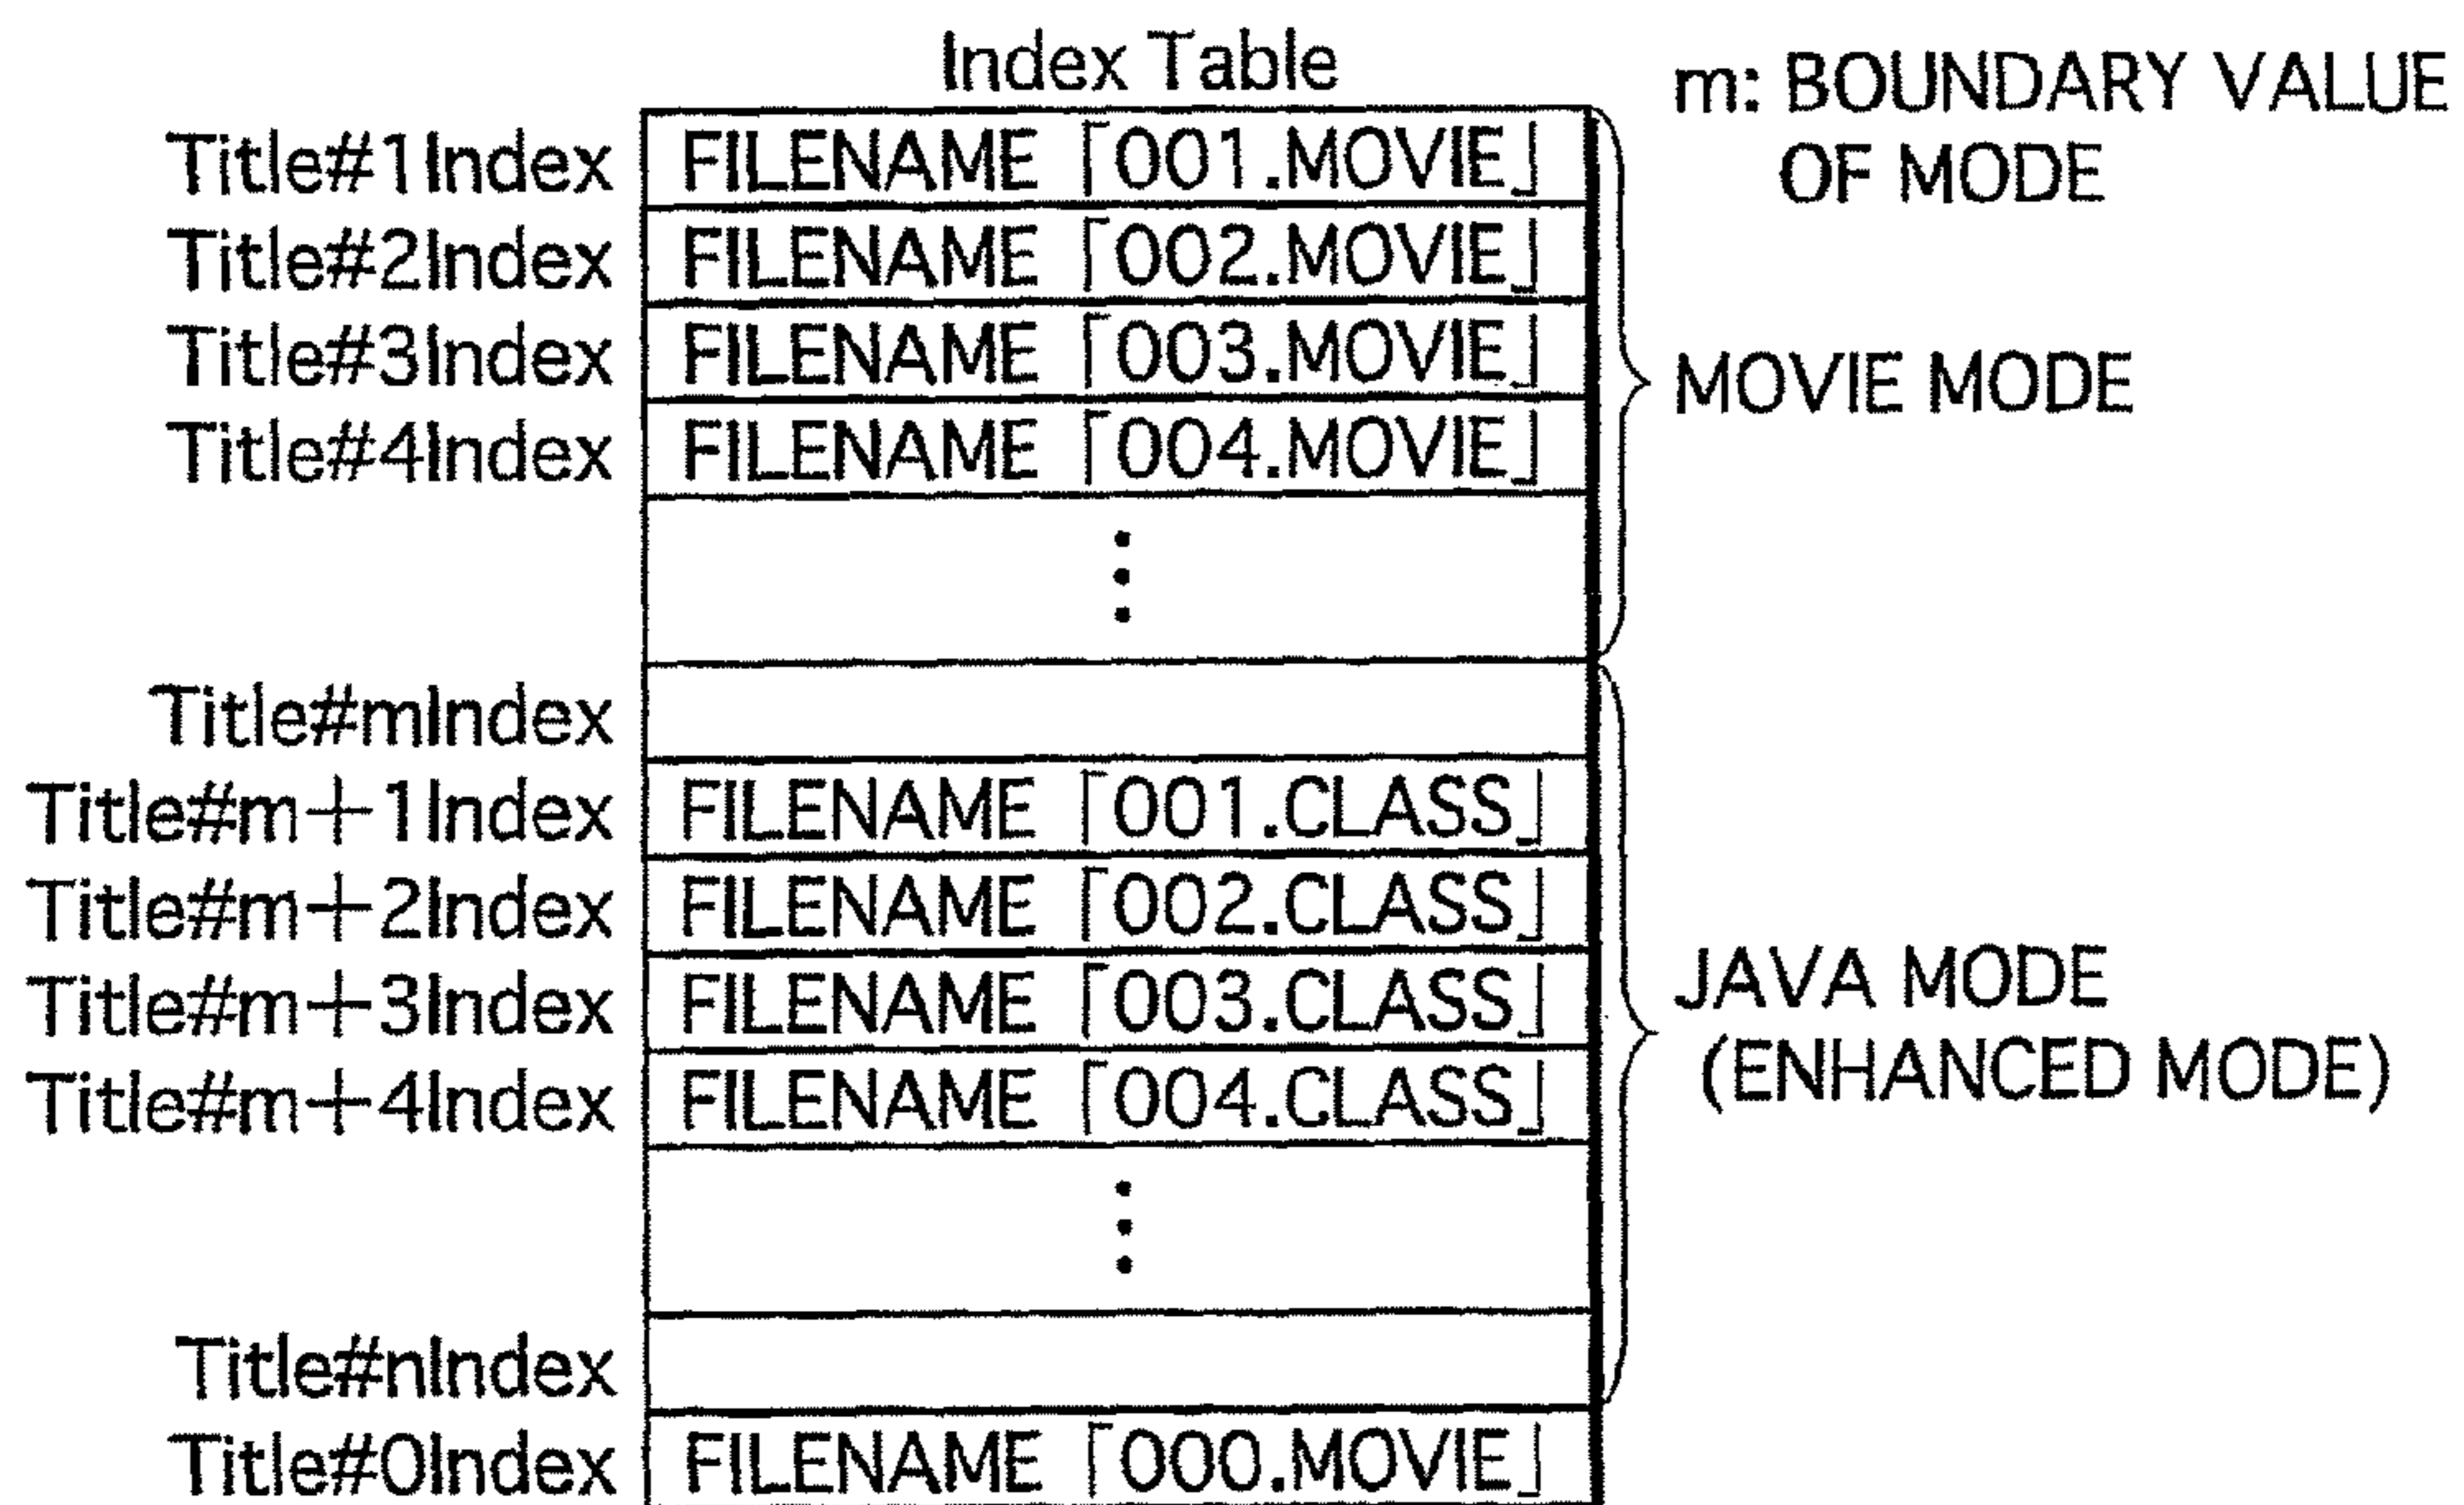 Index Table
m: BOUNDARY VALUE
OF MODE
Title#1Index FILENAME 「001.MOVIE」
Title#2Index FILENAME 「002.MOVIE」
Title#3Index FILENAME 「003.MOVIE」
MOVIE MODE
Title#4Index FILENAME 「004.MOVIE」
Title#mIndex
Title#m+1Index FILENAME 「001.CLASS」
Title#m+2Index FILENAME 「002.CLASS」
Title#m+3Index FILENAME 「003.CLASS」
JAVA MODE
(ENHANCED MODE)
Title#m+4Index FILENAME 「004.CLASS」
Title#nIndex
Title#0Index FILENAME 「000.MOVIE」